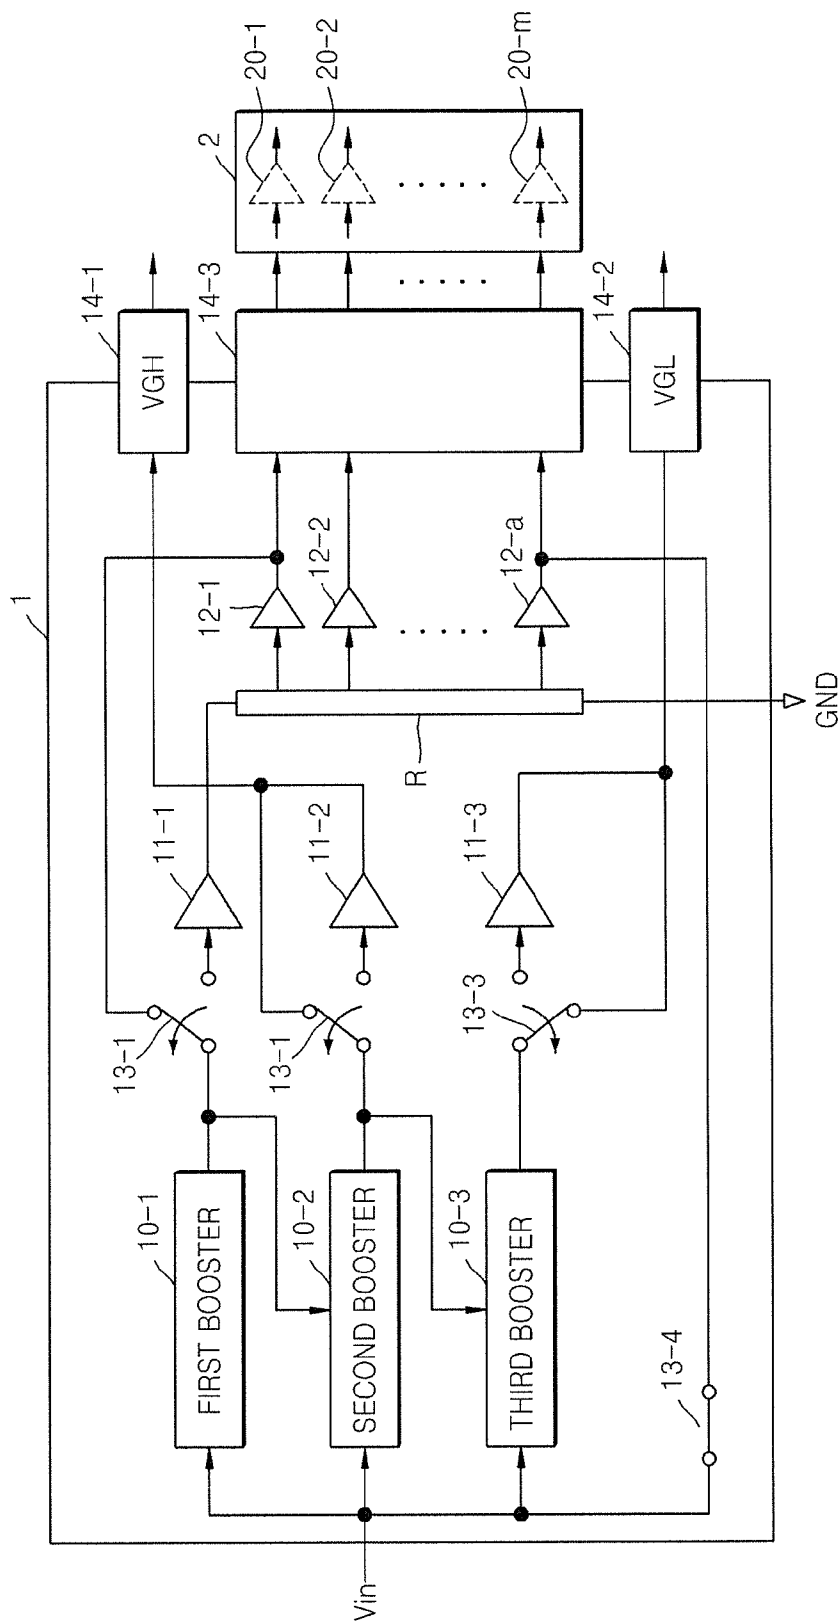 1
Vin
FIRST BOOSTER
10-1
SECOND BOOSTER
10-2
THIRD BOOSTER
10-3
13-1
13-1
13-3
13-4
11-1
11-2
11-3
R
GND
12-1
12-2
12-a
.....
VGH
14-1
14-3
VGL
14-2
.....
2
20-1
20-2
20-m
.....